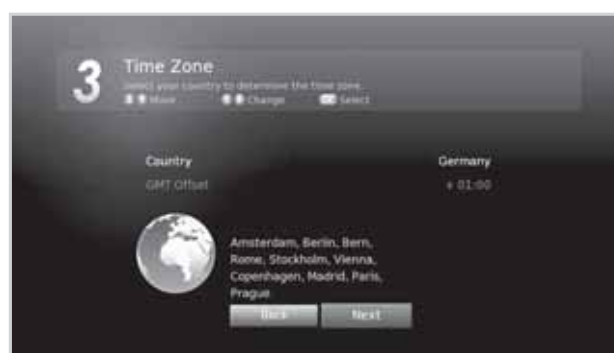 3
Time Zone
Select your country to determine the time zone.
Move Change Select
Country Germany
GMT Offset + 01:00
Amsterdam, Berlin, Bern,
Rome, Stockholm, Vienna,
Copenhagen, Madrid, Paris,
Prague
Back Next